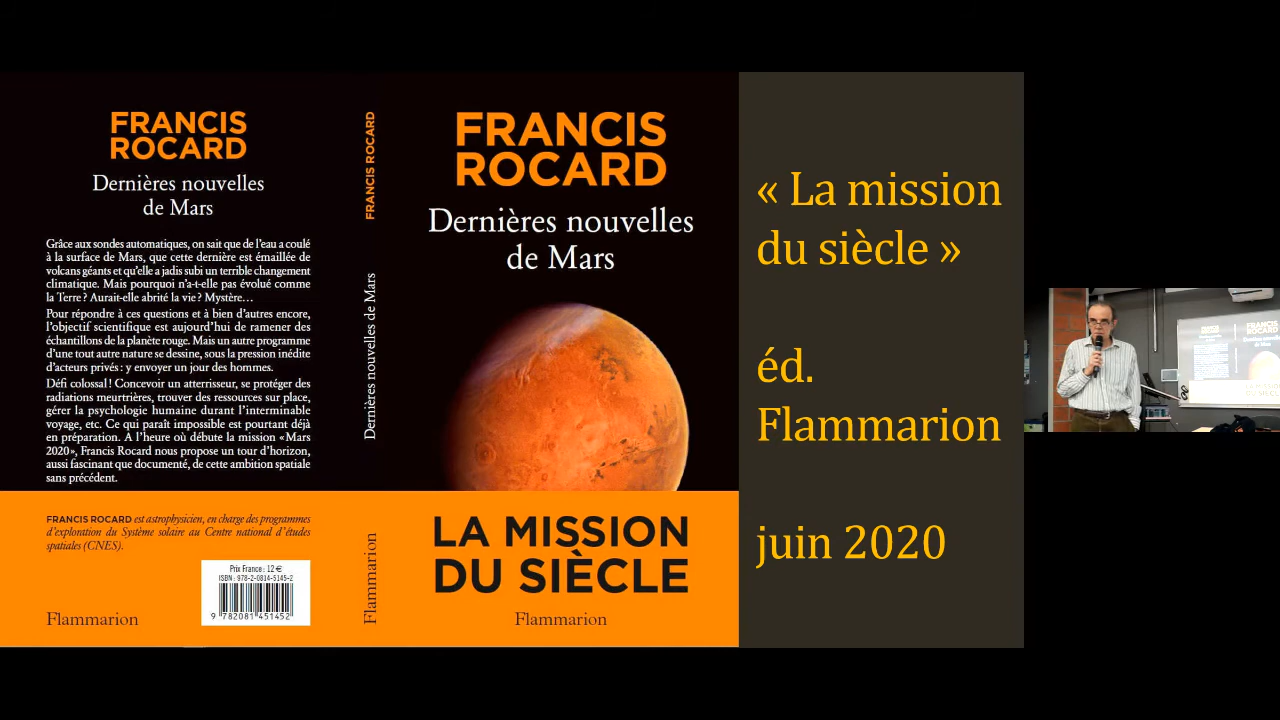 FRANCIS
ROCARD
Dernières nouvelles
de Mars
Grâce aux sondes automatiques, on sait que de l'eau a coulé
à la surface de Mars, que cette dernière est émaillée de
volcans géants et qu'elle a jadis subi un terrible changement
climatique. Mais pourquoi n'a-t-elle pas évolué comme
la Terre ? Aurait-elle abrité la vie ? Mystère…
Pour répondre à ces questions et à bien d'autres encore,
l'objectif scientifique est aujourd'hui de ramener des
échantillons de la planète rouge. Mais un autre programme
d'une tout autre nature se dessine, sous la pression inédite
d'acteurs privés : y envoyer un jour des hommes.
Défi colossal ! Concevoir un atterrisseur, se protéger des
radiations meurtrières, trouver des ressources sur place,
gérer la psychologie humaine durant l'interminable
voyage, etc. Ce qui paraît impossible est pourtant déjà
en préparation. À l'heure où débute la mission «Mars
2020», Francis Rocard nous propose un tour d'horizon,
aussi fascinant que documenté, de cette ambition spatiale
sans précédent.
FRANCIS ROCARD est astrophysicien, en charge des programmes
d'exploration du Système solaire au Centre national d'études
spatiales (CNES).
Prix France : 12 €
ISBN : 978-2-0814-5145-2
9 782081 451452
Flammarion
FRANCIS ROCARD
Dernières nouvelles de Mars
Flammarion
FRANCIS
ROCARD
Dernières nouvelles
de Mars
LA MISSION
DU SIÈCLE
Flammarion
« La mission
du siècle »
éd.
Flammarion
juin 2020